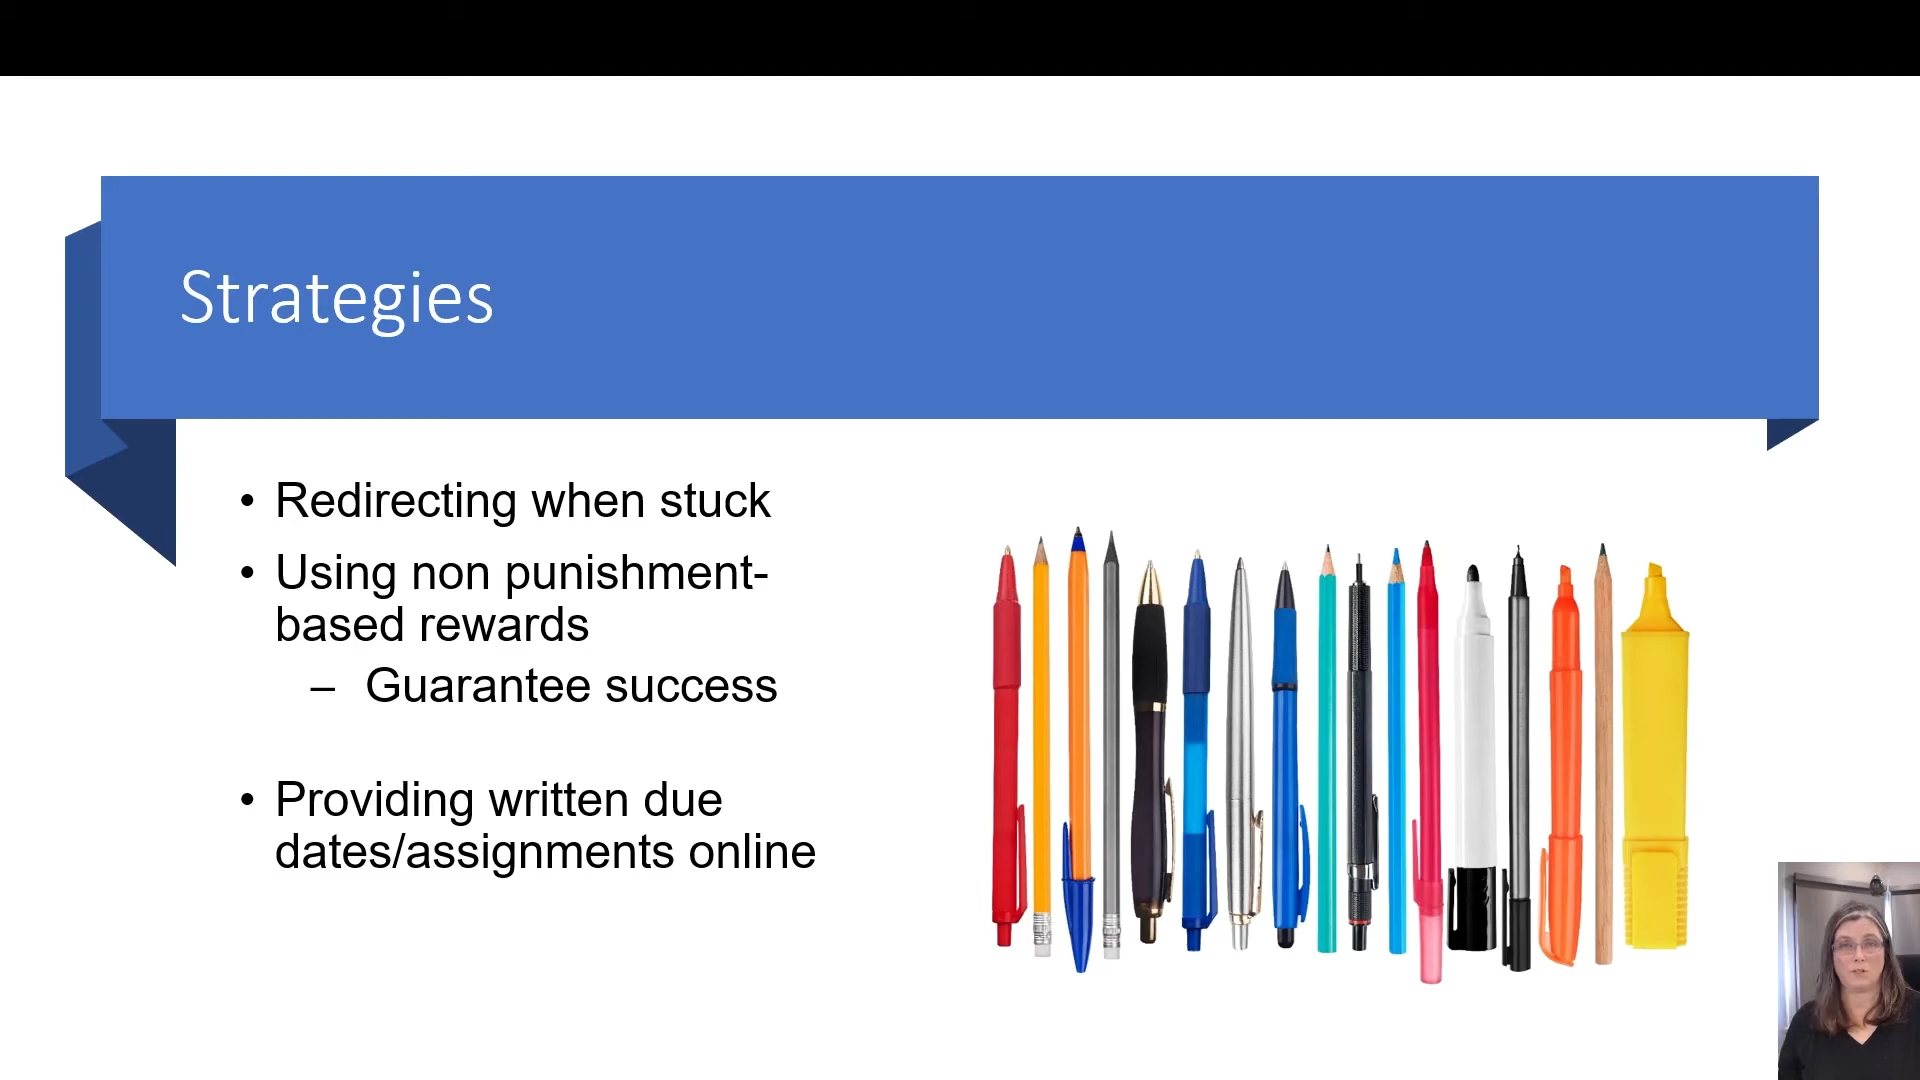 Strategies
• Redirecting when stuck
• Using non punishment-
based rewards
– Guarantee success
• Providing written due
dates/assignments online